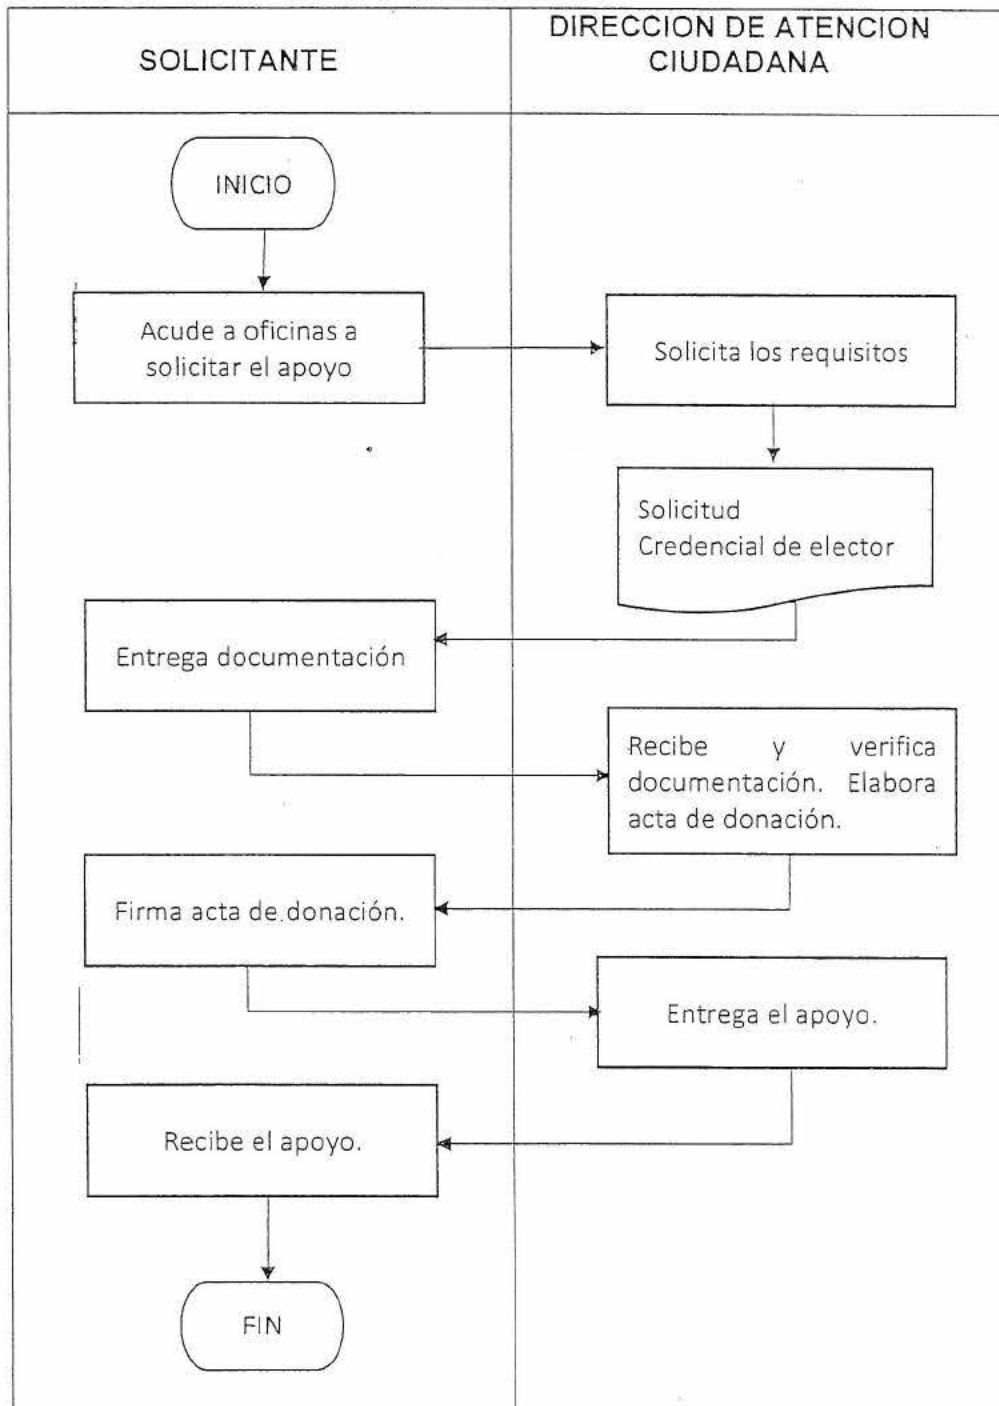 SOLICITANTE
DIRECCION DE ATENCION
CIUDADANA
INICIO
Acude a oficinas a
solicitar el apoyo
Solicita los requisitos
Solicitud
Credencial de elector
Entrega documentación
Recibe y verifica
documentación. Elabora
acta de donación.
Firma acta de donación.
Entrega el apoyo.
Recibe el apoyo.
FIN